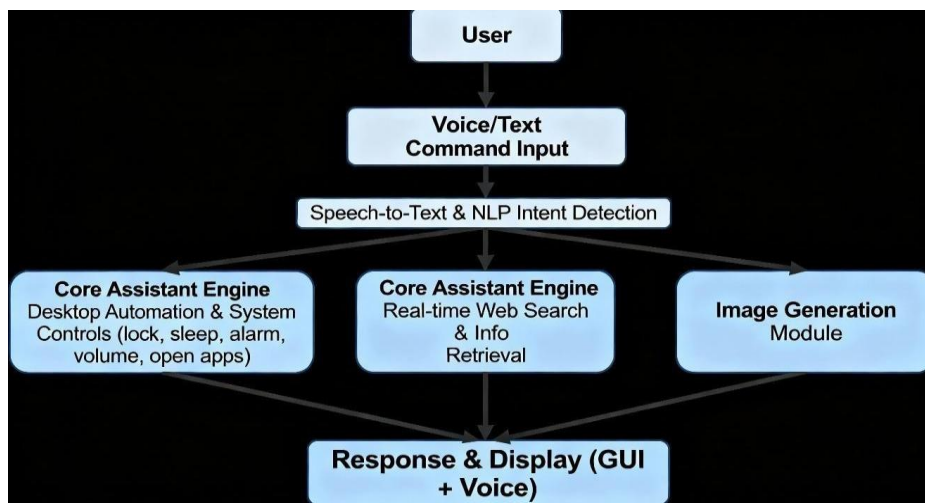 User
Voice/Text
Command Input
Speech-to-Text & NLP Intent Detection
Core Assistant Engine
Desktop Automation & System
Controls (lock, sleep, alarm,
volume, open apps)
Core Assistant Engine
Real-time Web Search
& Info
Retrieval
Image Generation
Module
Response & Display (GUI
+ Voice)